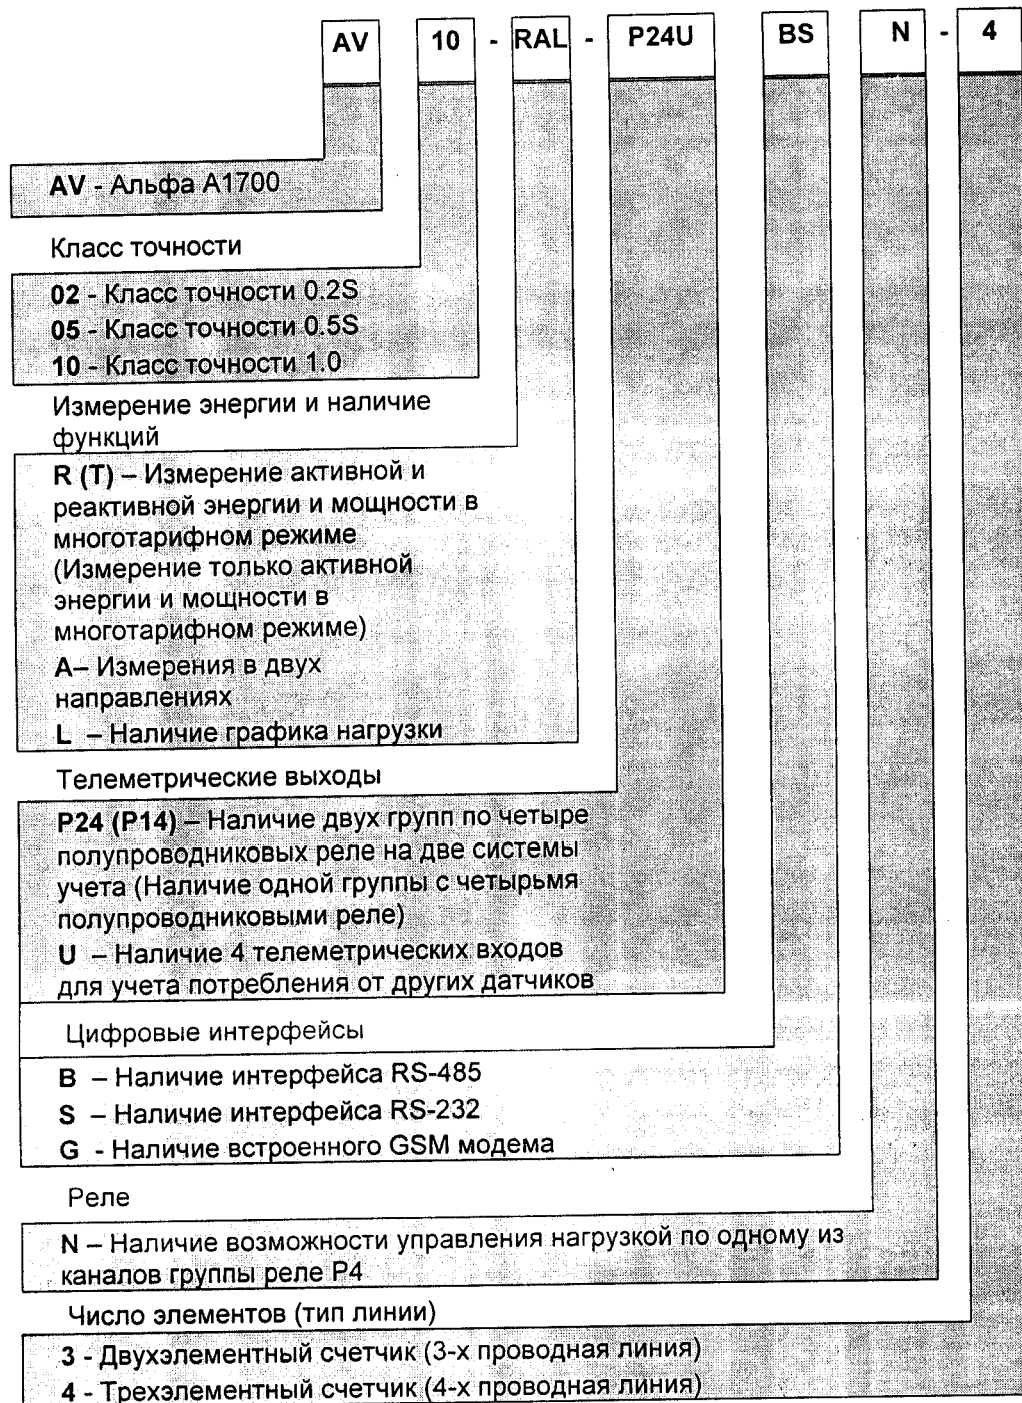 AV 10 - RAL - P24U BS N - 4
AV - Альфа А1700
Класс точности
02 - Класс точности 0.2S
05 - Класс точности 0.5S
10 - Класс точности 1.0
Измерение энергии и наличие
функций
R (T) – Измерение активной и
реактивной энергии и мощности в
многотарифном режиме
(Измерение только активной
энергии и мощности в
многотарифном режиме)
A– Измерения в двух
направлениях
L – Наличие графика нагрузки
Телеметрические выходы
P24 (P14) – Наличие двух групп по четыре
полупроводниковых реле на две системы
учета (Наличие одной группы с четырьмя
полупроводниковыми реле)
U – Наличие 4 телеметрических входов
для учета потребления от других датчиков
Цифровые интерфейсы
B – Наличие интерфейса RS-485
S – Наличие интерфейса RS-232
G - Наличие встроенного GSM модема
Реле
N – Наличие возможности управления нагрузкой по одному из
каналов группы реле P4
Число элементов (тип линии)
3 - Двухэлементный счетчик (3-х проводная линия)
4 - Трехэлементный счетчик (4-х проводная линия)